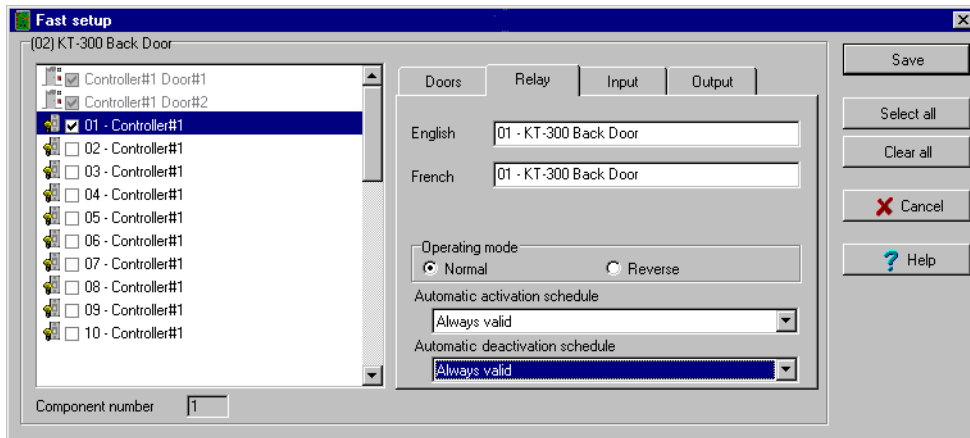 Fast setup
(02) KT-300 Back Door
Controller#1 Door#1
Controller#1 Door#2
01 - Controller#1
02 - Controller#1
03 - Controller#1
04 - Controller#1
05 - Controller#1
06 - Controller#1
07 - Controller#1
08 - Controller#1
09 - Controller#1
10 - Controller#1
Component number 1
Doors Relay Input Output
English 01 - KT-300 Back Door
French 01 - KT-300 Back Door
Operating mode
Normal Reverse
Automatic activation schedule
Always valid
Automatic deactivation schedule
Always valid
Save
Select all
Clear all
Cancel
Help